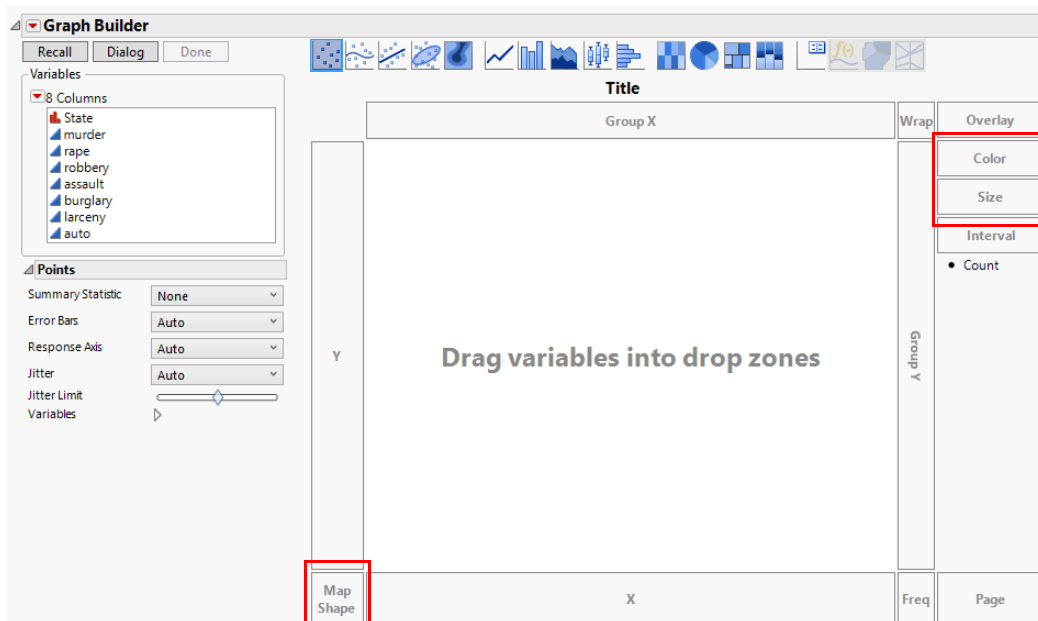 Graph Builder
Recall Dialog Done
Variables
8 Columns
State
murder
rape
robbery
assault
burglary
larceny
auto
Points
Summary Statistic None
Error Bars Auto
Response Axis Auto
Jitter Auto
Jitter Limit
Variables
Title
Group X
Wrap
Overlay
Color
Size
Interval
Count
Y
Drag variables into drop zones
Group Y
Map
Shape
X
Freq
Page